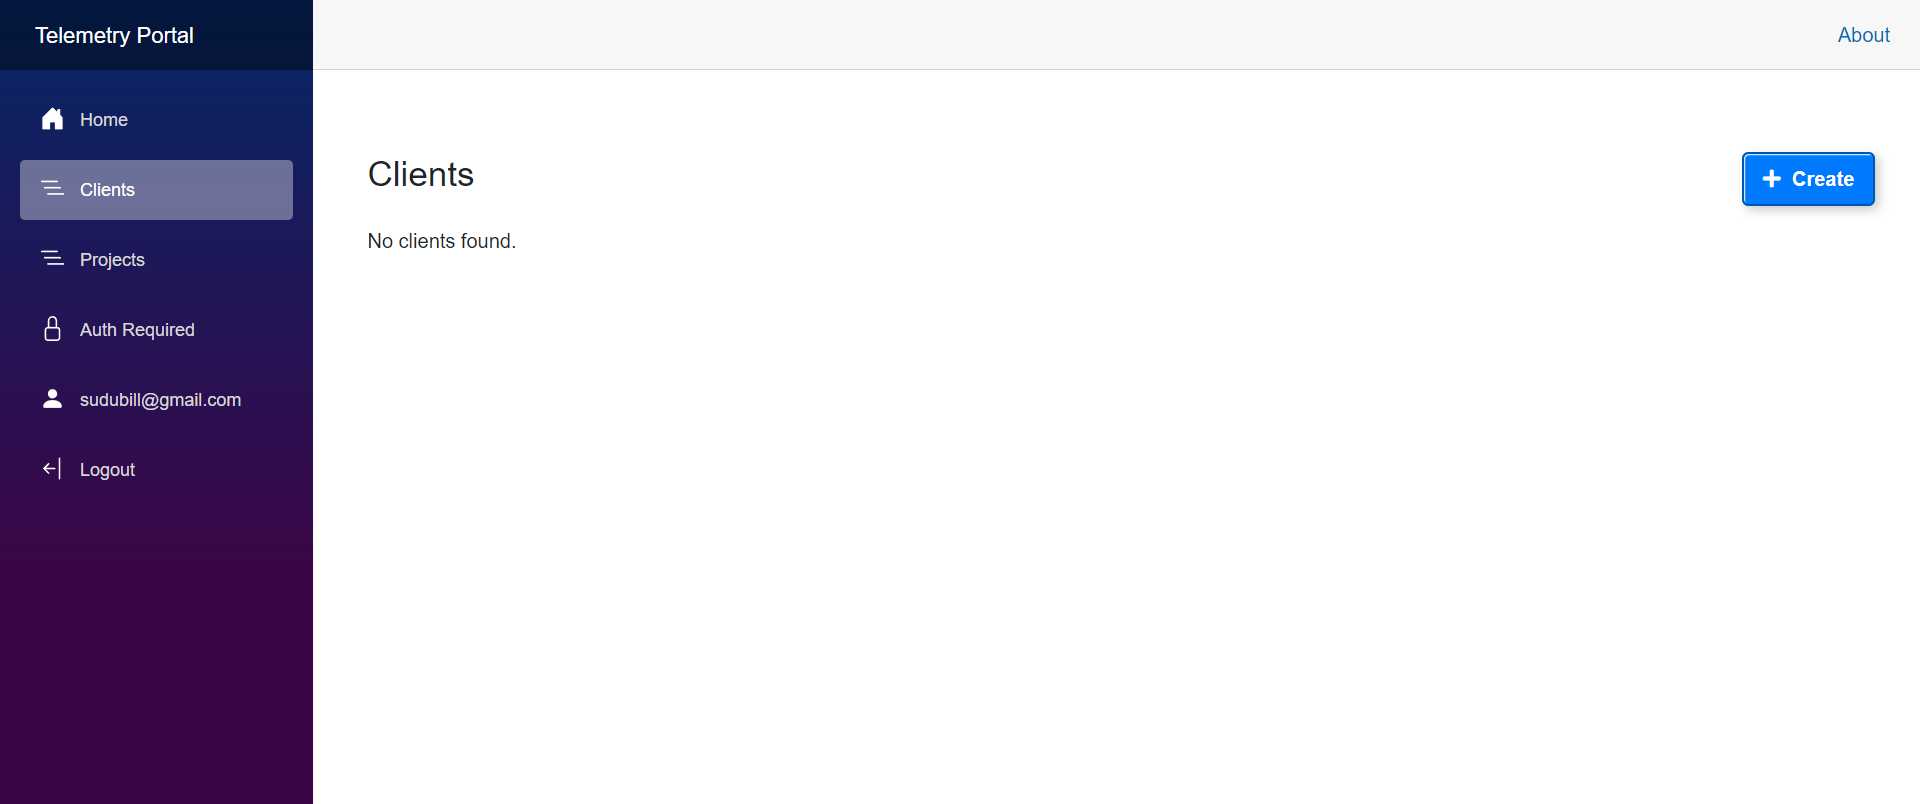 Telemetry Portal
About
Home
Clients
Projects
Auth Required
sudubill@gmail.com
Logout
Clients
Create
No clients found.